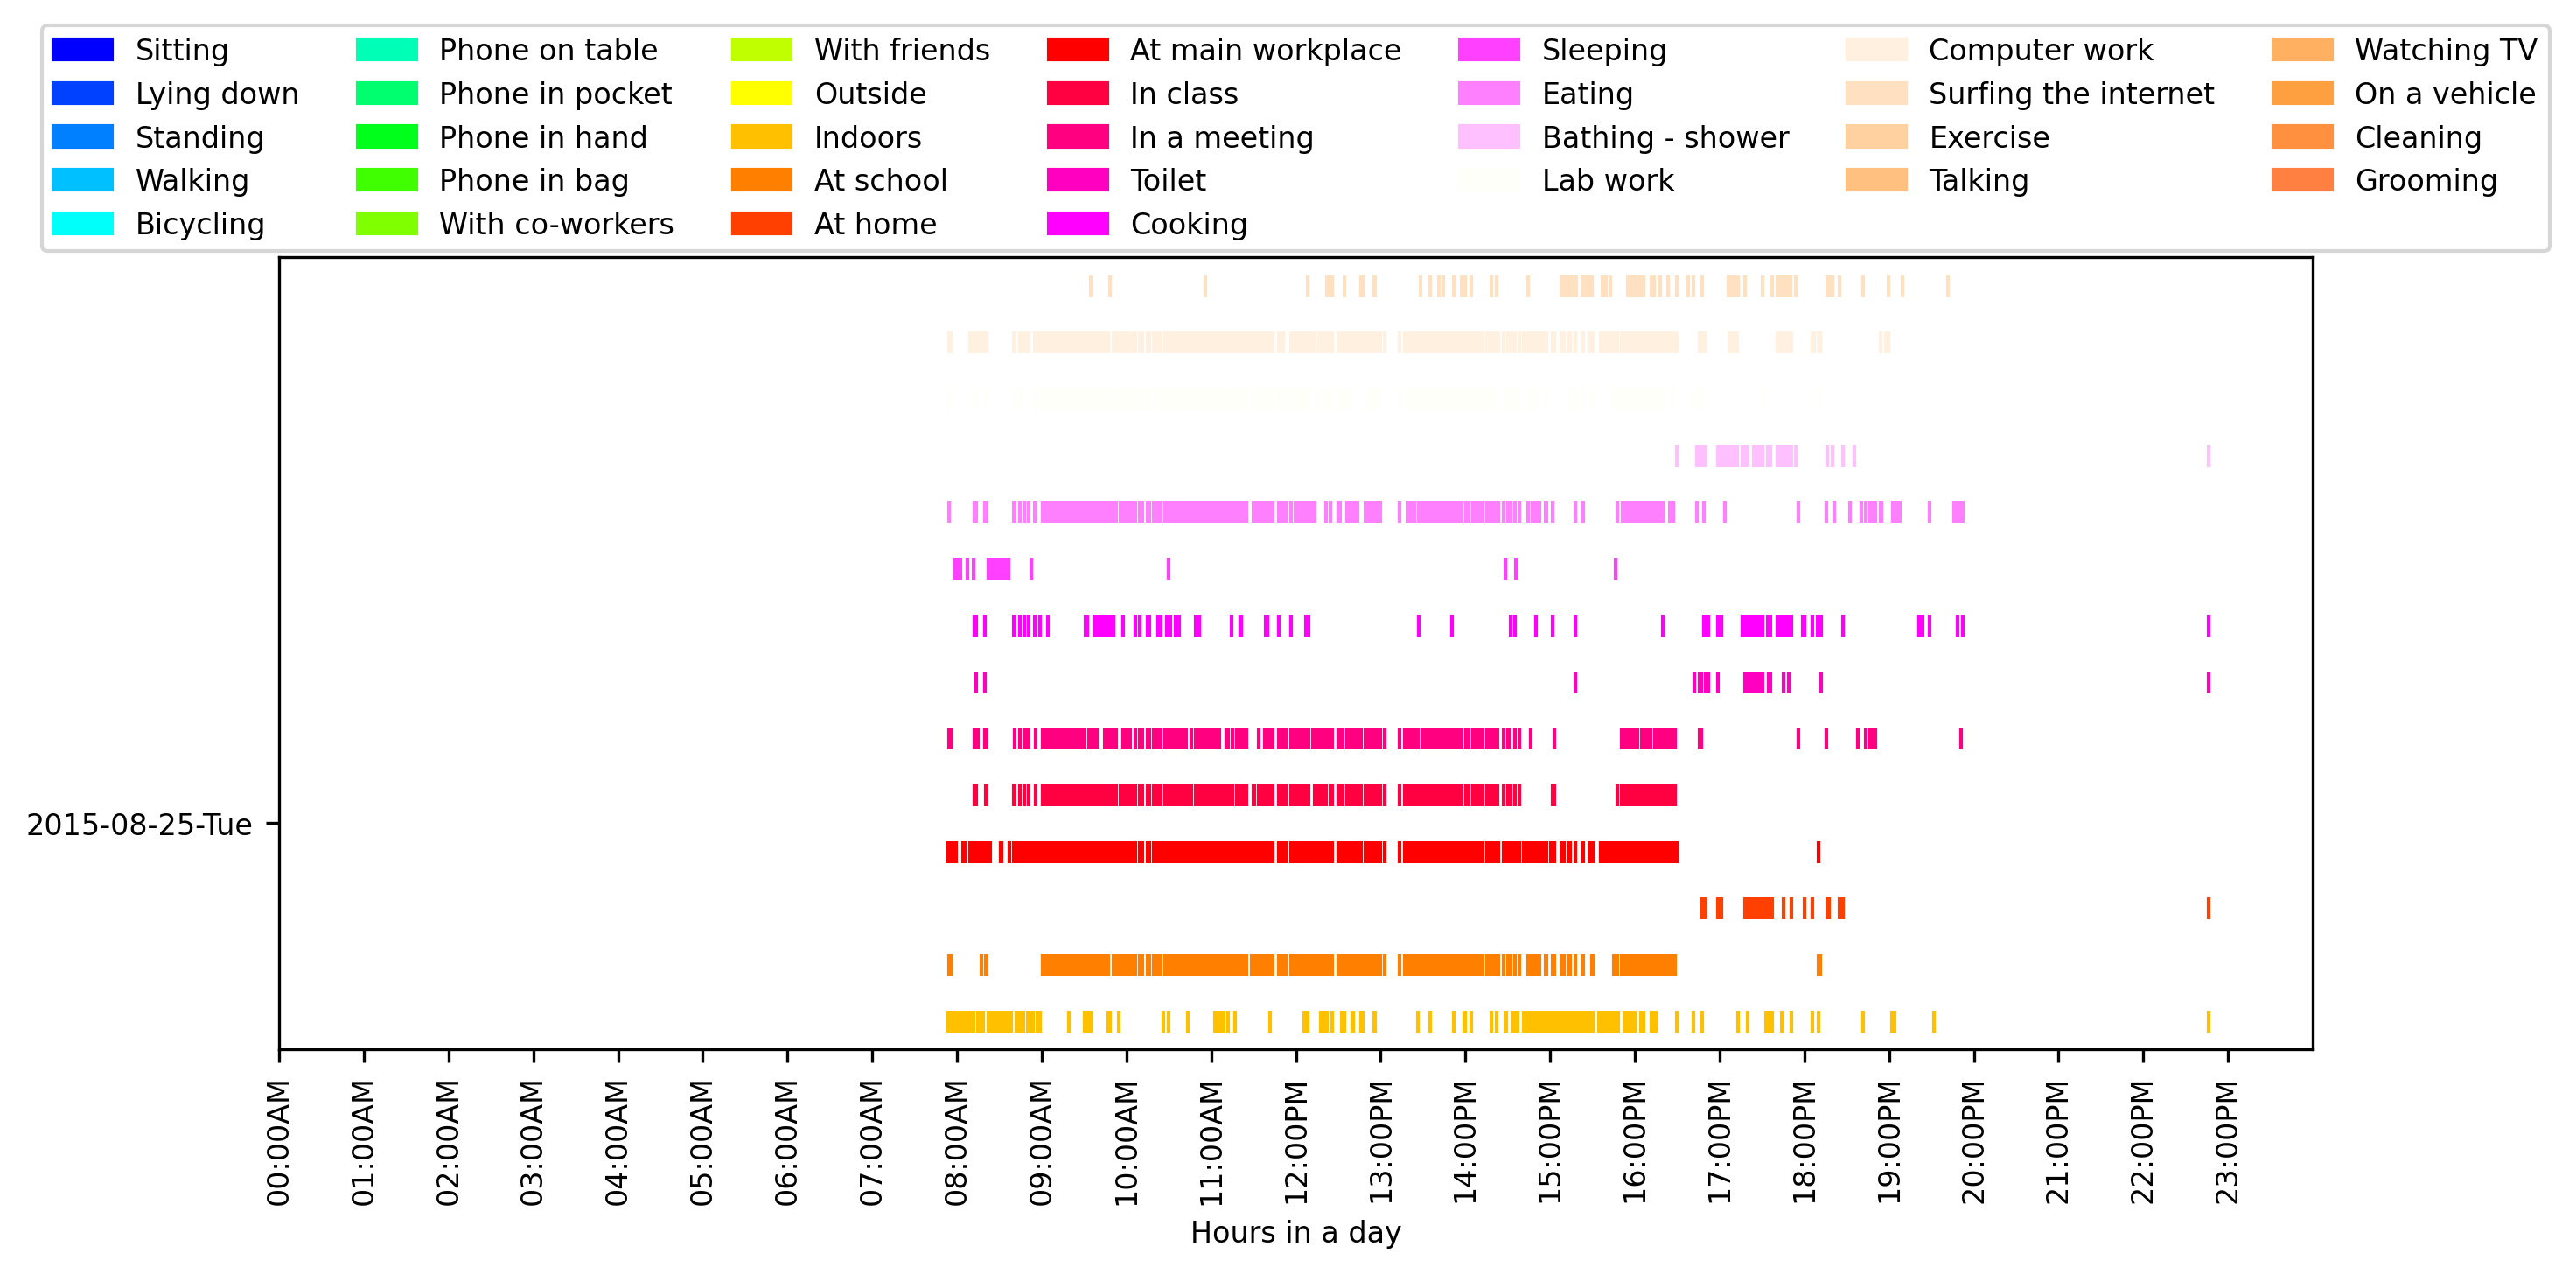 Sitting
Lying down
Standing
Walking
Bicycling
Phone on table
Phone in pocket
Phone in hand
Phone in bag
With co-workers
With friends
Outside
Indoors
At school
At home
At main workplace
In class
In a meeting
Toilet
Cooking
Sleeping
Eating
Bathing - shower
Lab work
Computer work
Surfing the internet
Exercise
Talking
Watching TV
On a vehicle
Cleaning
Grooming
2015-08-25-Tue
00:00AM
01:00AM
02:00AM
03:00AM
04:00AM
05:00AM
06:00AM
07:00AM
08:00AM
09:00AM
10:00AM
11:00AM
12:00PM
13:00PM
14:00PM
15:00PM
16:00PM
17:00PM
18:00PM
19:00PM
20:00PM
21:00PM
22:00PM
23:00PM
Hours in a day